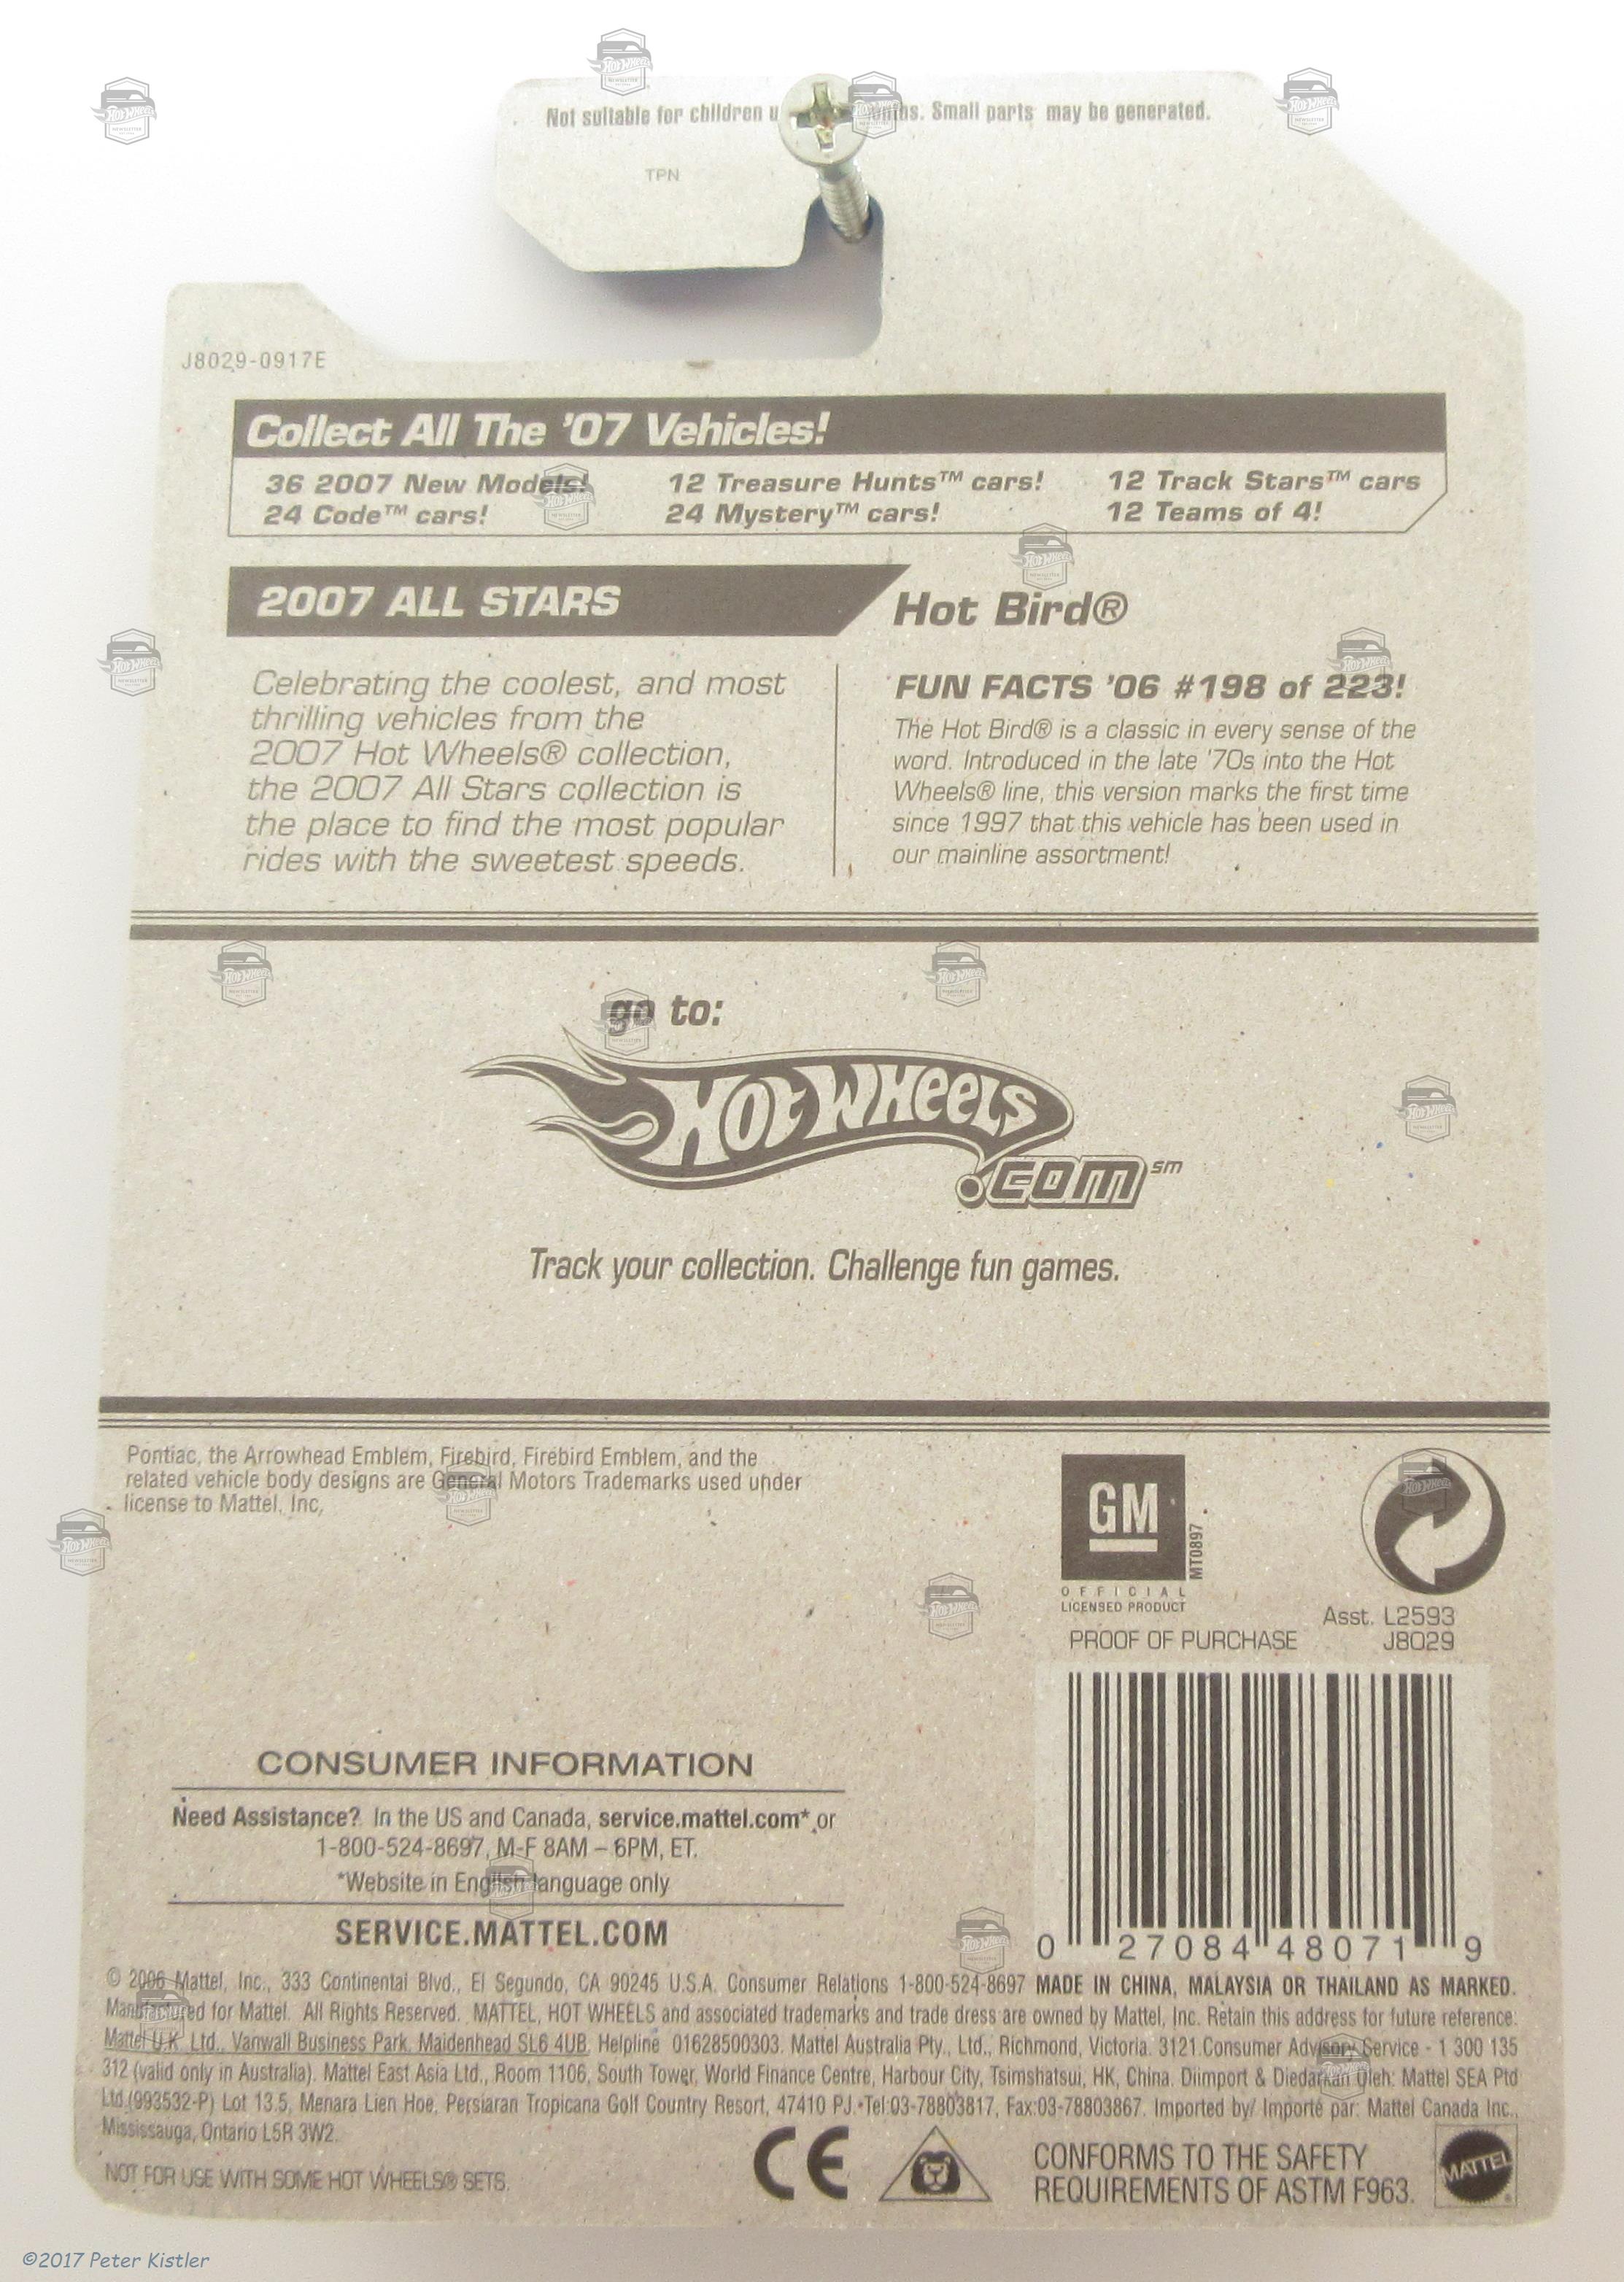 Not suitable for children u        ths. Small parts may be generated.
TPN
J8029-0917E
Collect All The '07 Vehicles!
36 2007 New Models! 12 Treasure Hunts™ cars! 12 Track Stars™ cars
24 Code™ cars! 24 Mystery™ cars! 12 Teams of 4!
2007 ALL STARS
Celebrating the coolest, and most
thrilling vehicles from the
2007 Hot Wheels® collection,
the 2007 All Stars collection is
the place to find the most popular
rides with the sweetest speeds.
Hot Bird®
FUN FACTS '06 #198 of 223!
The Hot Bird® is a classic in every sense of the
word. Introduced in the late '70s into the Hot
Wheels® line, this version marks the first time
since 1997 that this vehicle has been used in
our mainline assortment!
go to:
HOT WHEELS
.com sm
Track your collection. Challenge fun games.
Pontiac, the Arrowhead Emblem, Firebird, Firebird Emblem, and the
related vehicle body designs are General Motors Trademarks used under
license to Mattel, Inc,
GM
MT0897
OFFICIAL
LICENSED PRODUCT
Asst. L2593
PROOF OF PURCHASE J8029
0 27084 48071 9
CONSUMER INFORMATION
Need Assistance? In the US and Canada, service.mattel.com* or
1-800-524-8697, M-F 8AM – 6PM, ET.
*Website in English language only
SERVICE.MATTEL.COM
© 2006 Mattel, Inc., 333 Continental Blvd., El Segundo, CA 90245 U.S.A. Consumer Relations 1-800-524-8697 MADE IN CHINA, MALAYSIA OR THAILAND AS MARKED.
Manufactured for Mattel. All Rights Reserved. MATTEL, HOT WHEELS and associated trademarks and trade dress are owned by Mattel, Inc. Retain this address for future reference:
Mattel U.K. Ltd., Vanwall Business Park, Maidenhead SL6 4UB. Helpline 01628500303. Mattel Australia Pty., Ltd., Richmond, Victoria. 3121.Consumer Advisory Service - 1 300 135
312 (valid only in Australia). Mattel East Asia Ltd., Room 1106, South Tower, World Finance Centre, Harbour City, Tsimshatsui, HK, China. Diimport & Diedarkan Oleh: Mattel SEA Ptd
Ltd.(993532-P) Lot 13.5, Menara Lien Hoe, Persiaran Tropicana Golf Country Resort, 47410 PJ.•Tel:03-78803817, Fax:03-78803867. Imported by/ Importé par: Mattel Canada Inc.,
Mississauga, Ontario L5R 3W2.
NOT FOR USE WITH SOME HOT WHEELS® SETS.
CE
CONFORMS TO THE SAFETY
REQUIREMENTS OF ASTM F963.
MATTEL
©2017 Peter Kistler